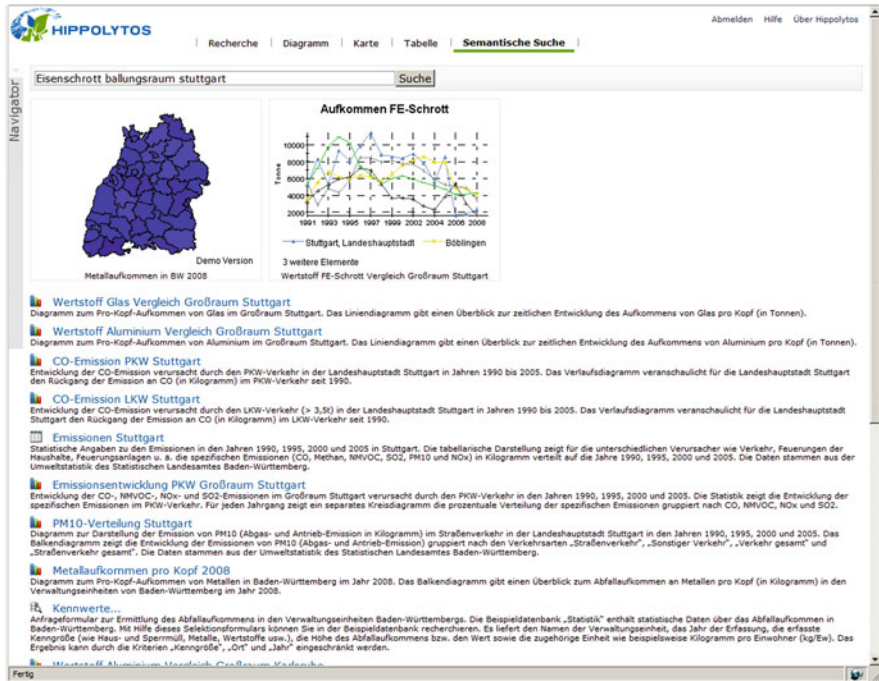 HIPPOLYTOS
Abmelden Hilfe Über Hippolytos
| Recherche | Diagramm | Karte | Tabelle | Semantische Suche |
Navigator
Eisenschrott ballungsraum stuttgart Suche
Demo Version
Metallaufkommen in BW 2008
Aufkommen FE-Schrott
Tonne
10000
8000
6000
4000
2000
1991 1993 1995 1997 1999 2002 2004 2006 2008
Stuttgart, Landeshauptstadt Böblingen
3 weitere Elemente
Wertstoff FE-Schrott Vergleich Großraum Stuttgart
Wertstoff Glas Vergleich Großraum Stuttgart
Diagramm zum Pro-Kopf-Aufkommen von Glas im Großraum Stuttgart. Das Liniendiagramm gibt einen Überblick zur zeitlichen Entwicklung des Aufkommens von Glas pro Kopf (in Tonnen).
Wertstoff Aluminium Vergleich Großraum Stuttgart
Diagramm zum Pro-Kopf-Aufkommen von Aluminium im Großraum Stuttgart. Das Liniendiagramm gibt einen Überblick zur zeitlichen Entwicklung des Aufkommens von Aluminium pro Kopf (in Tonnen).
CO-Emission PKW Stuttgart
Entwicklung der CO-Emission verursacht durch den PKW-Verkehr in der Landeshauptstadt Stuttgart in Jahren 1990 bis 2005. Das Verlaufsdiagramm veranschaulicht für die Landeshauptstadt Stuttgart
den Rückgang der Emission an CO (in Kilogramm) im PKW-Verkehr seit 1990.
CO-Emission LKW Stuttgart
Entwicklung der CO-Emission verursacht durch den LKW-Verkehr (> 3,5t) in der Landeshauptstadt Stuttgart in Jahren 1990 bis 2005. Das Verlaufsdiagramm veranschaulicht für die Landeshauptstadt
Stuttgart den Rückgang der Emission an CO (in Kilogramm) im LKW-Verkehr seit 1990.
Emissionen Stuttgart
Statistische Angaben zu den Emissionen in den Jahren 1990, 1995, 2000 und 2005 in Stuttgart. Die tabellarische Darstellung zeigt für die unterschiedlichen Verursacher wie Verkehr, Feuerungen der
Haushalte, Feuerungsanlagen u. ä. die spezifischen Emissionen (CO, Methan, NMVOC, SO2, PM10 und NOx) in Kilogramm verteilt auf die Jahre 1990, 1995, 2000 und 2005. Die Daten stammen aus der
Umweltstatistik des Statistischen Landesamtes Baden-Württemberg.
Emissionsentwicklung PKW Großraum Stuttgart
Entwicklung der CO-, NMVOC-, NOx- und SO2-Emissionen im Großraum Stuttgart verursacht durch den PKW-Verkehr in den Jahren 1990, 1995, 2000 und 2005. Die Statistik zeigt die Entwicklung der
spezifischen Emissionen im PKW-Verkehr. Für jeden Jahrgang zeigt ein separates Kreisdiagramm die prozentuale Verteilung der spezifischen Emissionen gruppiert nach CO, NMVOC, NOx und SO2.
PM10-Verteilung Stuttgart
Diagramm zur Darstellung der Emission von PM10 (Abgas- und Antrieb-Emission in Kilogramm) im Straßenverkehr in der Landeshauptstadt Stuttgart in den Jahren 1990, 1995, 2000 und 2005. Das
Balkendiagramm zeigt die Entwicklung der Emissionen von PM10 (Abgas- und Antrieb-Emission) gruppiert nach den Verkehrsarten „Straßenverkehr“, „Sonstiger Verkehr“, „Verkehr gesamt“ und
„Straßenverkehr gesamt“. Die Daten stammen aus der Umweltstatistik des Statistischen Landesamtes Baden-Württemberg.
Metallaufkommen pro Kopf 2008
Diagramm zum Pro-Kopf-Aufkommen von Metallen in Baden-Württemberg im Jahr 2008. Das Balkendiagramm gibt einen Überblick zum Abfallaufkommen an Metallen pro Kopf (in Kilogramm) in den
Verwaltungseinheiten von Baden-Württemberg im Jahr 2008.
Kennwerte...
Anfrageformular zur Ermittlung des Abfallaufkommens in den Verwaltungseinheiten Baden-Württembergs. Die Beispieldatenbank „Statistik“ enthält statistische Daten über das Abfallaufkommen in
Baden-Württemberg. Mit Hilfe dieses Selektionsformulars können Sie in der Beispieldatenbank recherchieren. Es liefert den Namen der Verwaltungseinheit, das Jahr der Erfassung, die erfasste
Kenngröße (wie Haus- und Sperrmüll, Metalle, Wertstoffe usw.), die Höhe des Abfallaufkommens bzw. den Wert sowie die zugehörige Einheit wie beispielsweise Kilogramm pro Einwohner (kg/Ew). Das
Ergebnis kann durch die Kriterien „Kenngröße“, „Ort“ und „Jahr“ eingeschränkt werden.
Wertstoff Aluminium Vergleich Großraum Karlsruhe
Fertig